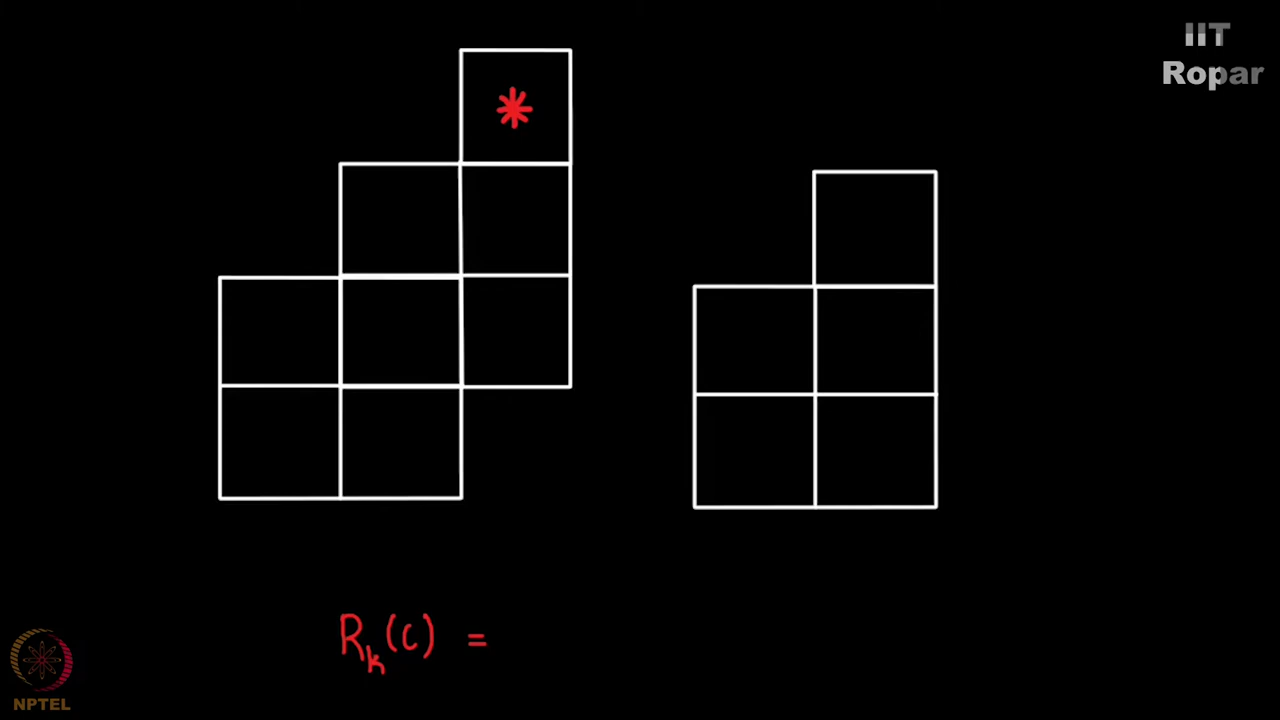 IIT
Ropar
*
R_k(C) =
NPTEL